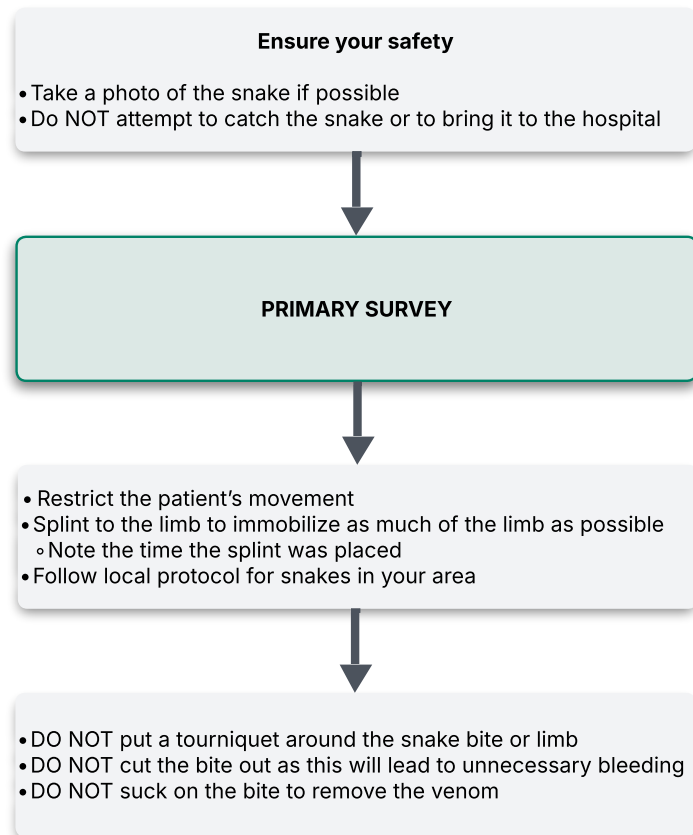 Ensure your safety
•Take a photo of the snake if possible
•Do NOT attempt to catch the snake or to bring it to the hospital
PRIMARY SURVEY
• Restrict the patient’s movement
•Splint to the limb to immobilize as much of the limb as possible
◦Note the time the splint was placed
•Follow local protocol for snakes in your area
•DO NOT put a tourniquet around the snake bite or limb
•DO NOT cut the bite out as this will lead to unnecessary bleeding
•DO NOT suck on the bite to remove the venom